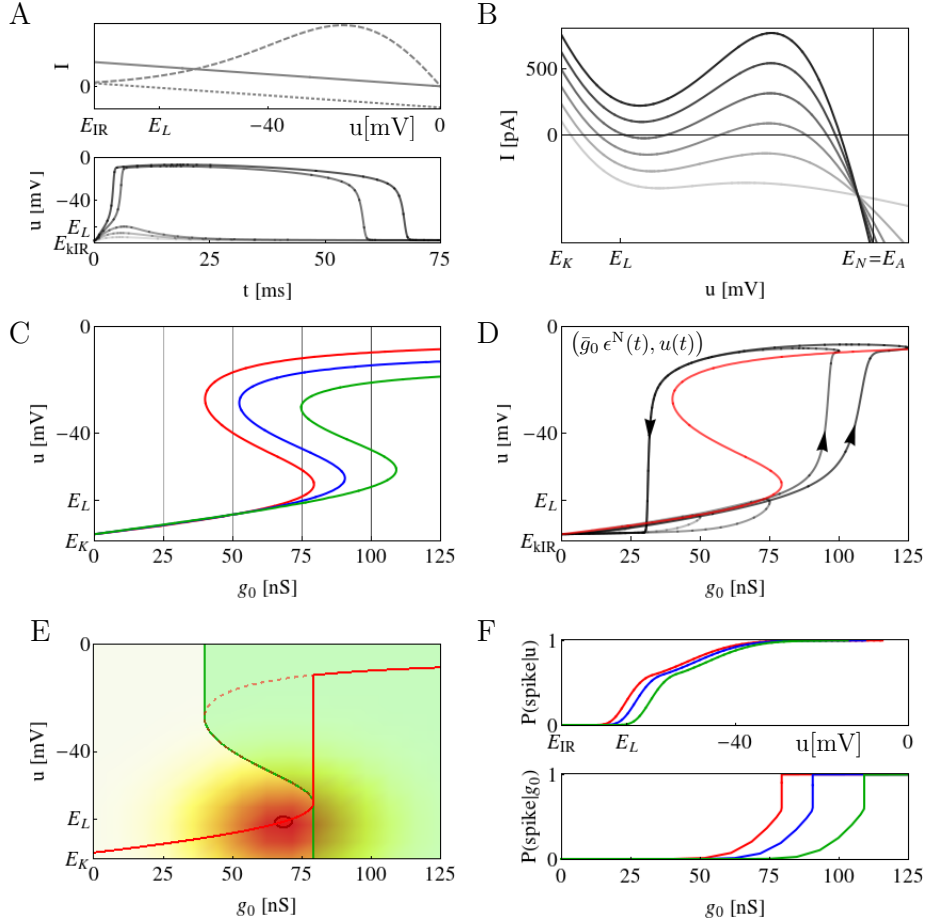 A
I
0
E_IR
E_L
−40
u[mV]
0
u [mV]
0
−40
E_L
E_kIR
0
25
50
75
t [ms]
B
I [pA]
500
0
E_K
E_L
E_N=E_A
u [mV]
C
u [mV]
0
−40
E_L
E_K
0
25
50
75
100
125
g_0 [nS]
D
(ḡ_0 ϵ^N(t), u(t))
u [mV]
0
−40
E_L
E_kIR
0
25
50
75
100
125
g_0 [nS]
E
u [mV]
0
−40
E_L
E_K
0
25
50
75
100
125
g_0 [nS]
F
P(spike|u)
1
0
E_IR
E_L
−40
u[mV]
0
P(spike|g_0)
1
0
0
25
50
75
100
125
g_0 [nS]